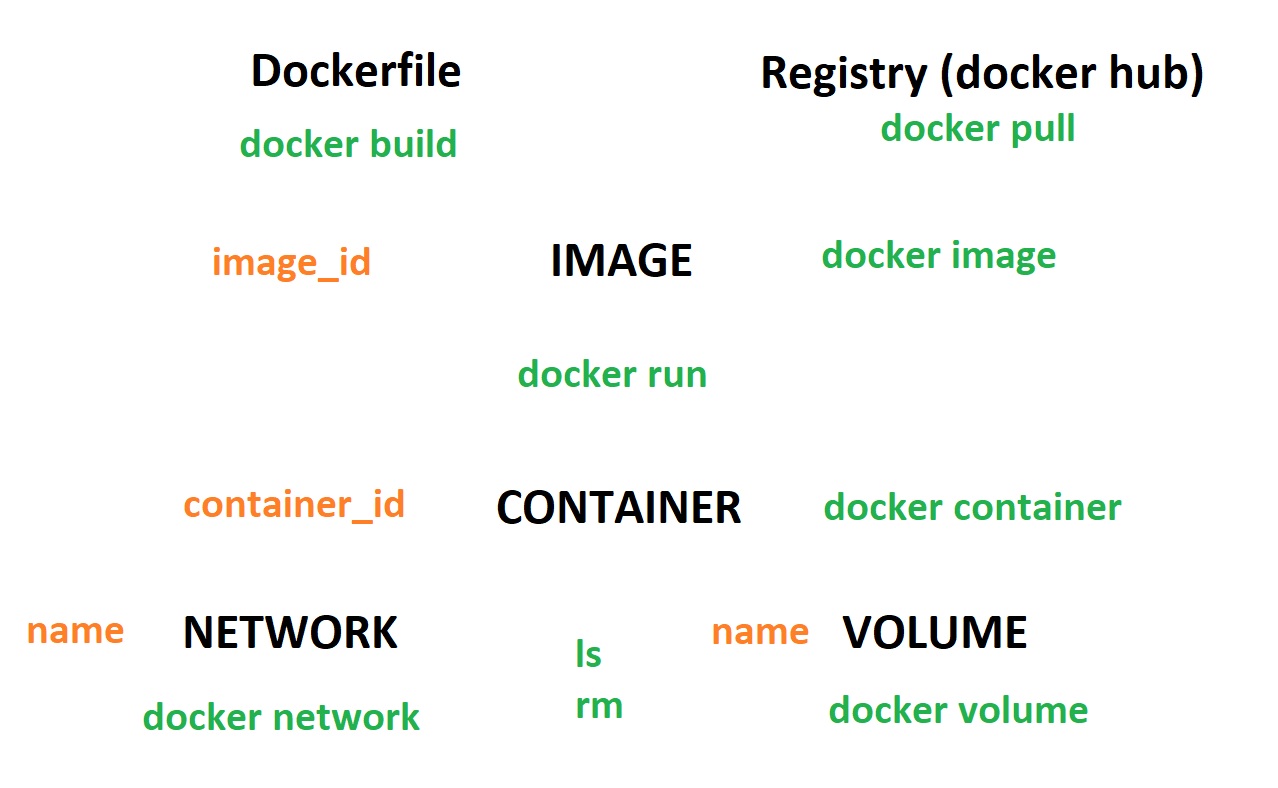 Dockerfile
Registry (docker hub)
docker build
docker pull
image_id
IMAGE
docker image
docker run
container_id
CONTAINER
docker container
name
NETWORK
name
VOLUME
ls
rm
docker network
docker volume